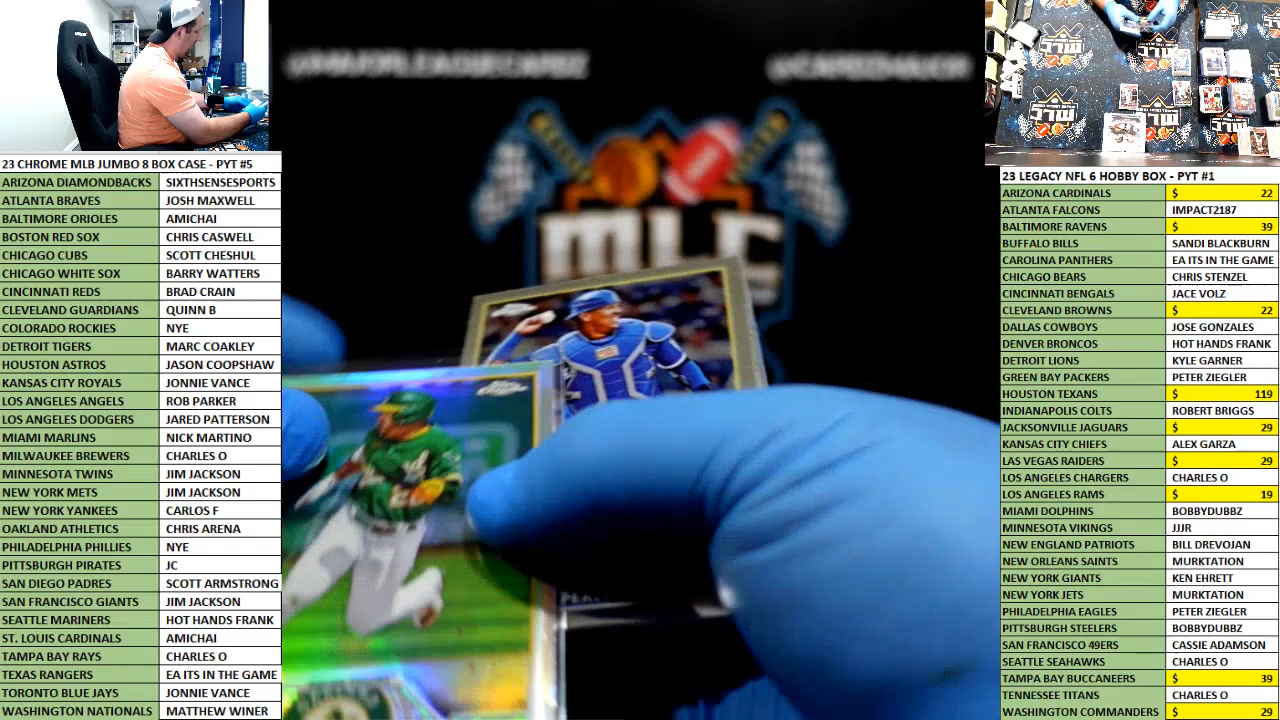 23 CHROME MLB JUMBO 8 BOX CASE - PYT #5
ARIZONA DIAMONDBACKS SIXTHSENSESPORTS
ATLANTA BRAVES JOSH MAXWELL
BALTIMORE ORIOLES AMICHAI
BOSTON RED SOX CHRIS CASWELL
CHICAGO CUBS SCOTT CHESHUL
CHICAGO WHITE SOX BARRY WATTERS
CINCINNATI REDS BRAD CRAIN
CLEVELAND GUARDIANS QUINN B
COLORADO ROCKIES NYE
DETROIT TIGERS MARC COAKLEY
HOUSTON ASTROS JASON COOPSHAW
KANSAS CITY ROYALS JONNIE VANCE
LOS ANGELES ANGELS ROB PARKER
LOS ANGELES DODGERS JARED PATTERSON
MIAMI MARLINS NICK MARTINO
MILWAUKEE BREWERS CHARLES O
MINNESOTA TWINS JIM JACKSON
NEW YORK METS JIM JACKSON
NEW YORK YANKEES CARLOS F
OAKLAND ATHLETICS CHRIS ARENA
PHILADELPHIA PHILLIES NYE
PITTSBURGH PIRATES JC
SAN DIEGO PADRES SCOTT ARMSTRONG
SAN FRANCISCO GIANTS JIM JACKSON
SEATTLE MARINERS HOT HANDS FRANK
ST. LOUIS CARDINALS AMICHAI
TAMPA BAY RAYS CHARLES O
TEXAS RANGERS EA ITS IN THE GAME
TORONTO BLUE JAYS JONNIE VANCE
WASHINGTON NATIONALS MATTHEW WINER
MLC
23 LEGACY NFL 6 HOBBY BOX - PYT #1
ARIZONA CARDINALS $ 22
ATLANTA FALCONS IMPACT2187
BALTIMORE RAVENS $ 39
BUFFALO BILLS SANDI BLACKBURN
CAROLINA PANTHERS EA ITS IN THE GAME
CHICAGO BEARS CHRIS STENZEL
CINCINNATI BENGALS JACE VOLZ
CLEVELAND BROWNS $ 22
DALLAS COWBOYS JOSE GONZALES
DENVER BRONCOS HOT HANDS FRANK
DETROIT LIONS KYLE GARNER
GREEN BAY PACKERS PETER ZIEGLER
HOUSTON TEXANS $ 119
INDIANAPOLIS COLTS ROBERT BRIGGS
JACKSONVILLE JAGUARS $ 29
KANSAS CITY CHIEFS ALEX GARZA
LAS VEGAS RAIDERS $ 29
LOS ANGELES CHARGERS CHARLES O
LOS ANGELES RAMS $ 19
MIAMI DOLPHINS BOBBYDUBBZ
MINNESOTA VIKINGS JJJR
NEW ENGLAND PATRIOTS BILL DREVOJAN
NEW ORLEANS SAINTS MURKTATION
NEW YORK GIANTS KEN EHRETT
NEW YORK JETS MURKTATION
PHILADELPHIA EAGLES PETER ZIEGLER
PITTSBURGH STEELERS BOBBYDUBBZ
SAN FRANCISCO 49ERS CASSIE ADAMSON
SEATTLE SEAHAWKS CHARLES O
TAMPA BAY BUCCANEERS $ 39
TENNESSEE TITANS CHARLES O
WASHINGTON COMMANDERS $ 29